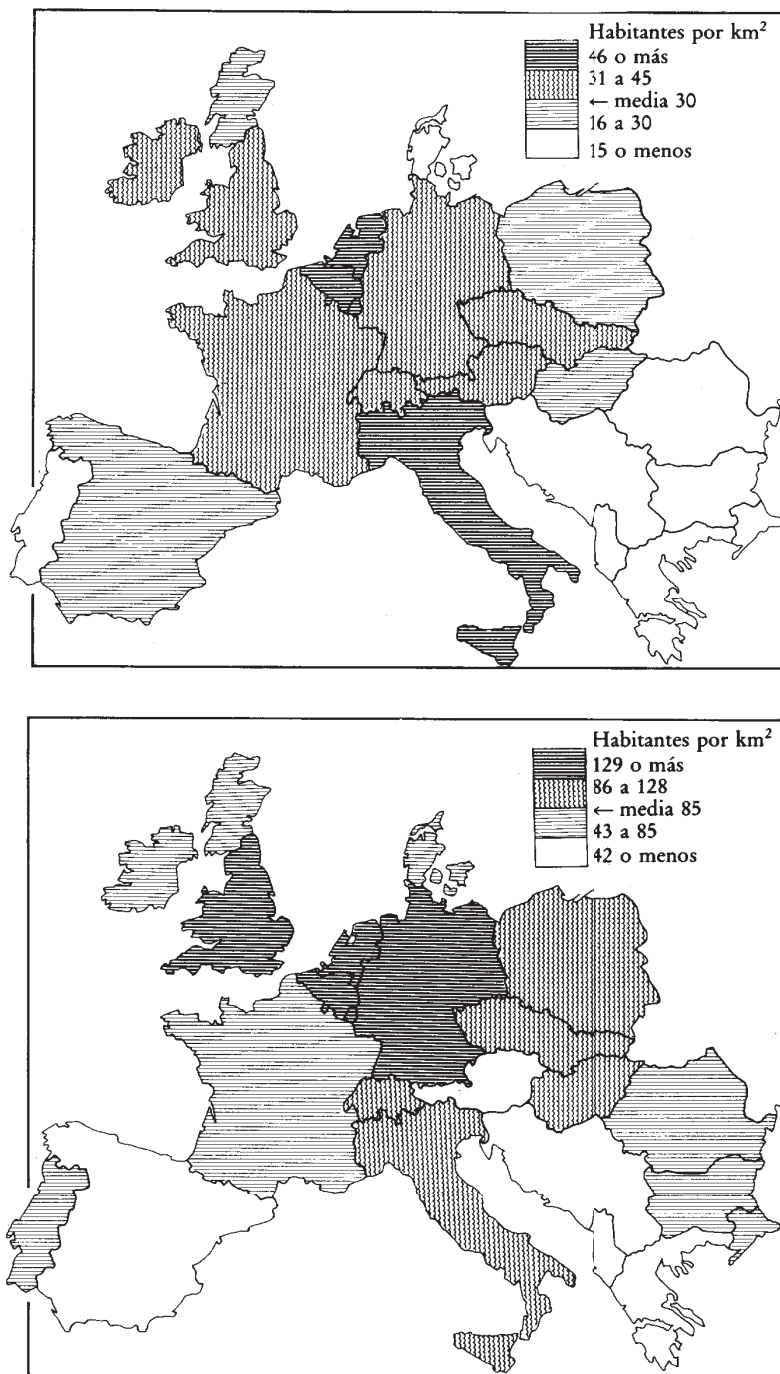 Habitantes por km²
46 o más
31 a 45
← media 30
16 a 30
15 o menos
Habitantes por km²
129 o más
86 a 128
← media 85
43 a 85
42 o menos